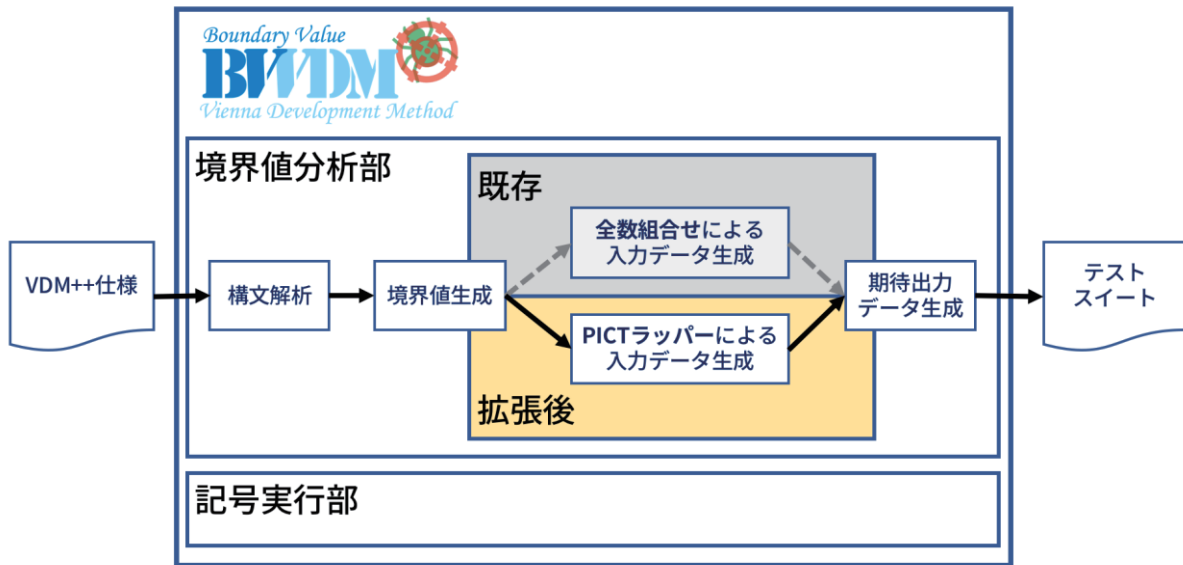 Boundary Value
BVVDM
Vienna Development Method
境界値分析部
既存
全数組合せによる
入力データ生成
VDM++仕様
構文解析
境界値生成
期待出力
データ生成
テスト
スイート
PICTラッパーによる
入力データ生成
拡張後
記号実行部